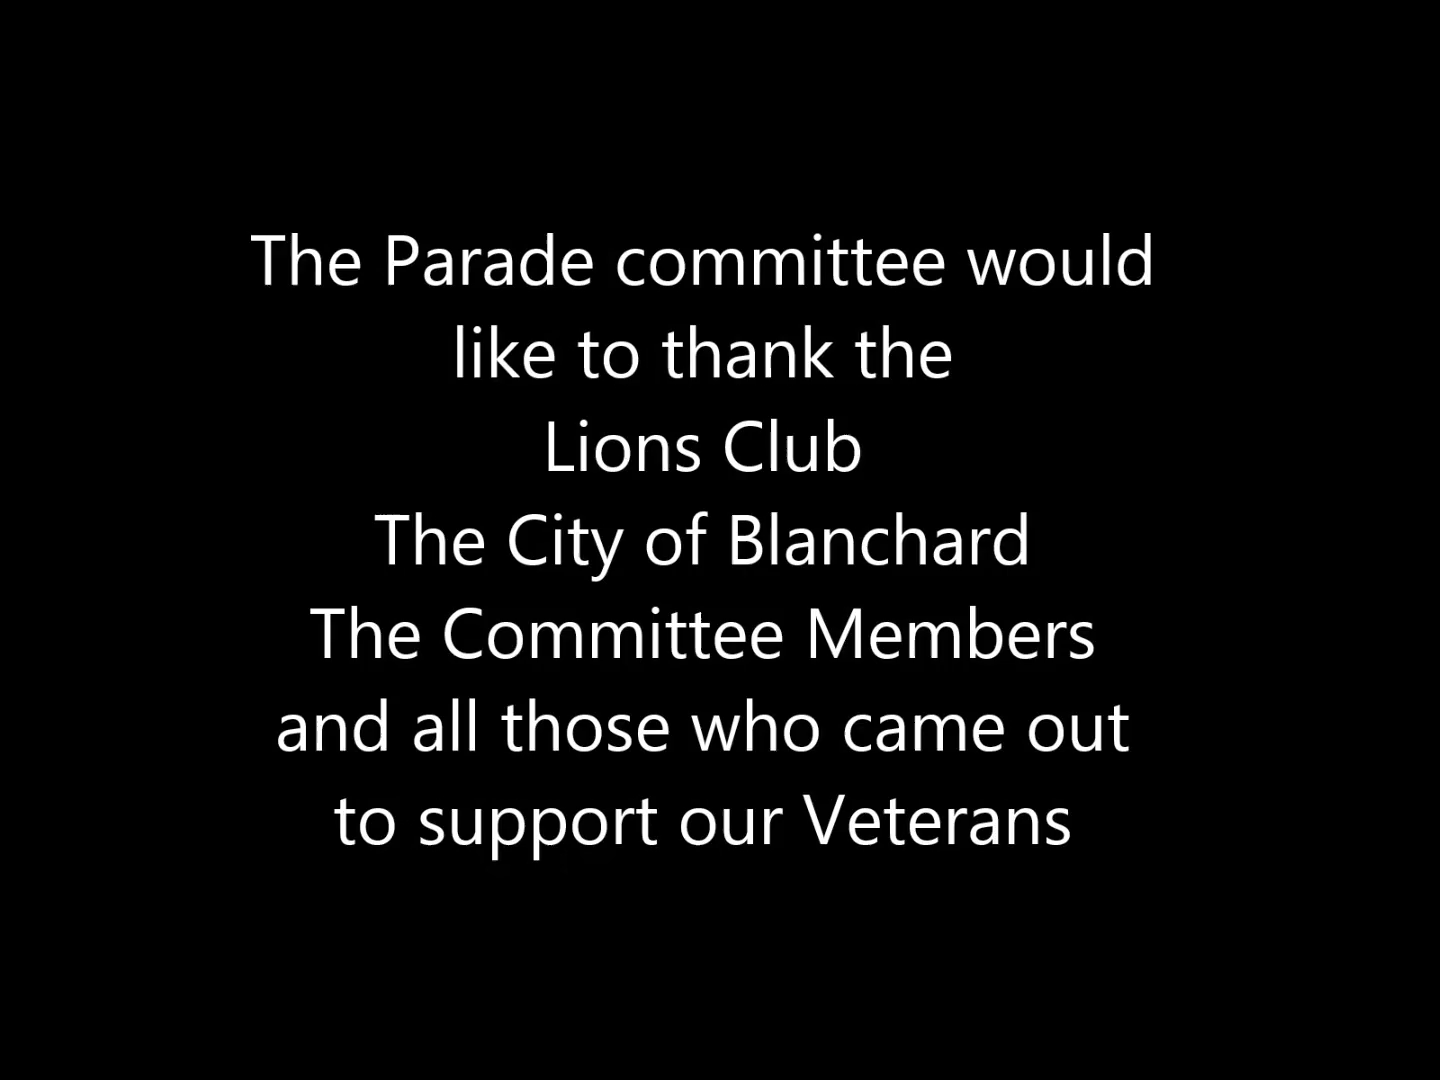 The Parade committee would
like to thank the
Lions Club
The City of Blanchard
The Committee Members
and all those who came out
to support our Veterans